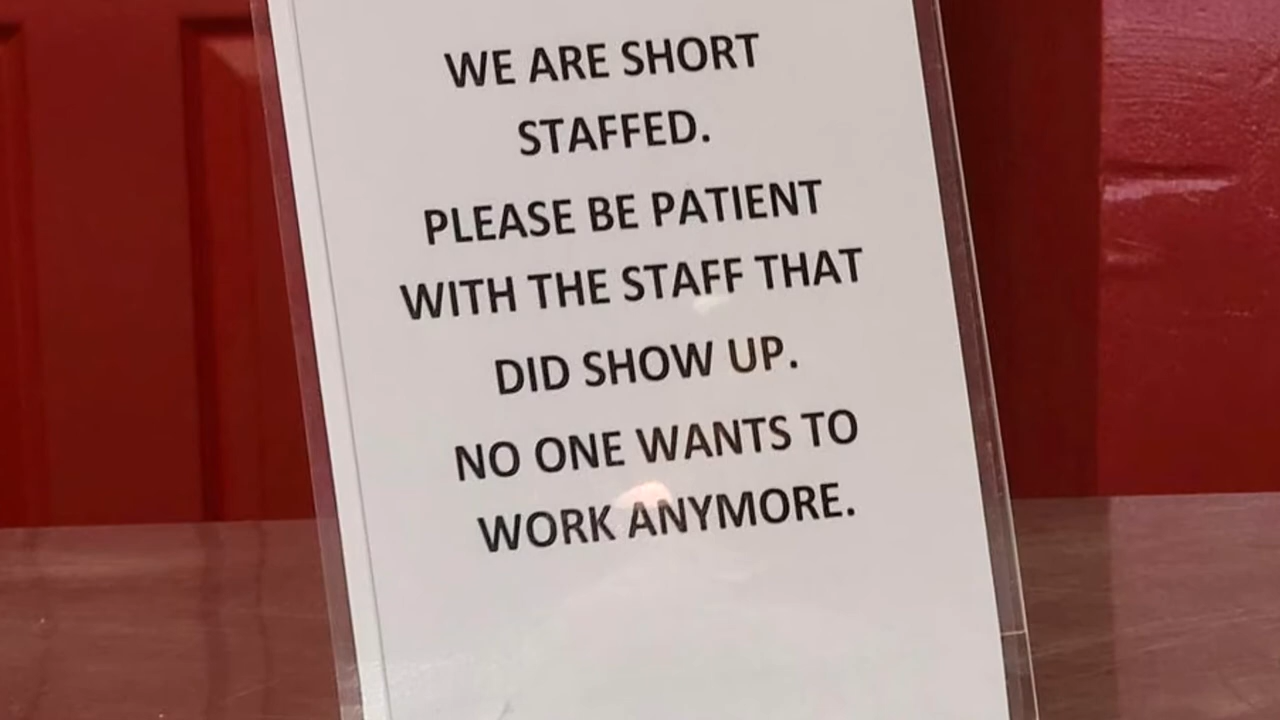 WE ARE SHORT
STAFFED.
PLEASE BE PATIENT
WITH THE STAFF THAT
DID SHOW UP.
NO ONE WANTS TO
WORK ANYMORE.